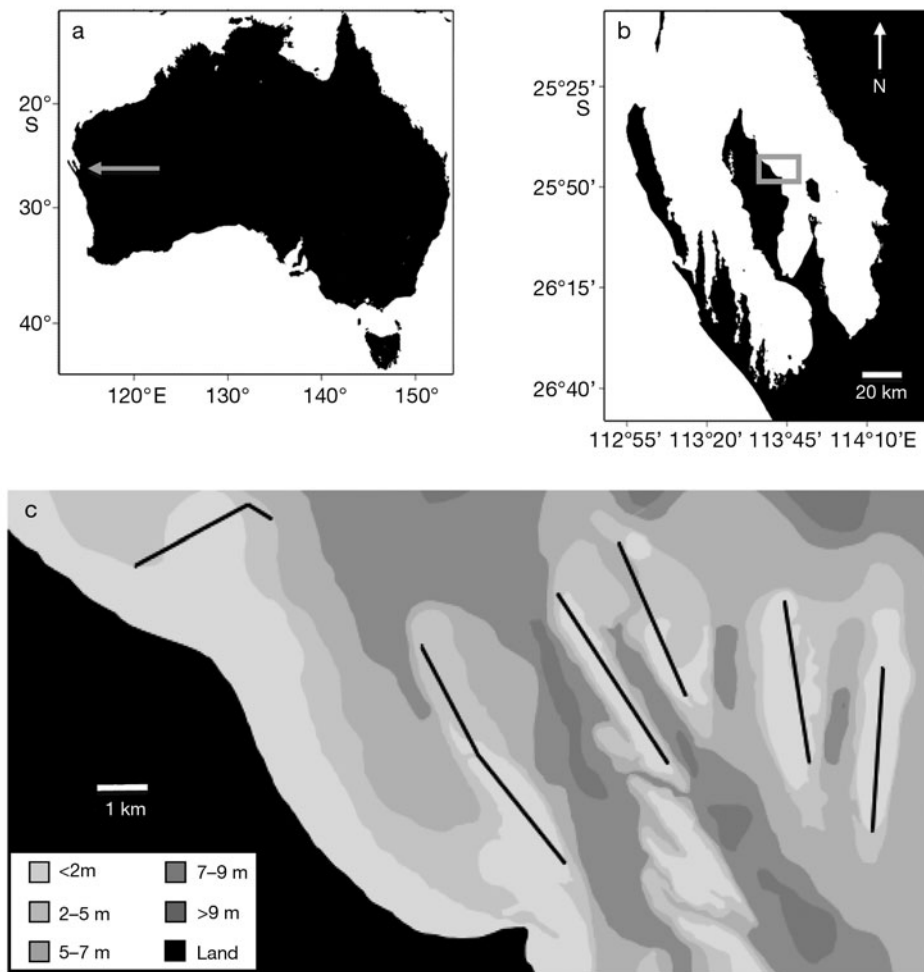 a
20°
S
30°
40°
120°E 130° 140° 150°
b
N
25°25'
S
25°50'
26°15'
26°40'
20 km
112°55' 113°20' 113°45' 114°10'E
c
1 km
<2m 7–9 m
2–5 m >9 m
5–7 m Land